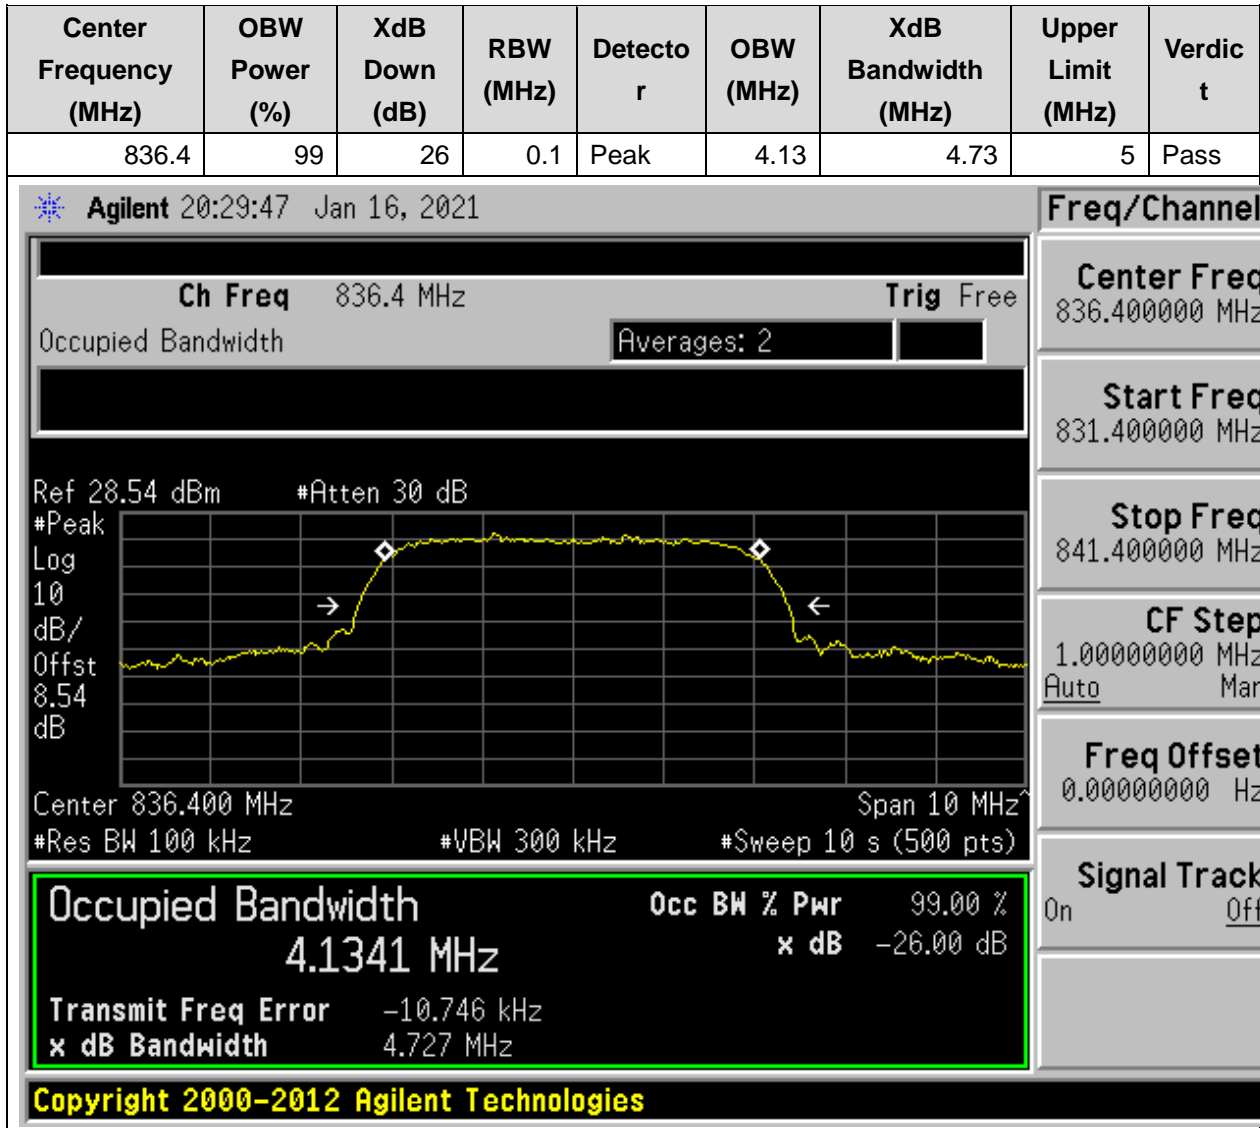 Center Frequency (MHz) OBW Power (%) XdB Down (dB) RBW (MHz) Detecto r OBW (MHz) XdB Bandwidth (MHz) Upper Limit (MHz) Verdic t
836.4 99 26 0.1 Peak 4.13 4.73 5 Pass
Agilent 20:29:47 Jan 16, 2021 Freq/Channel
Ch Freq 836.4 MHz Trig Free
Occupied Bandwidth Averages: 2
Center Freq
836.400000 MHz
Start Freq
831.400000 MHz
Stop Freq
841.400000 MHz
CF Step
1.00000000 MHz
Auto Man
Freq Offset
0.00000000 Hz
Signal Track
On Off
Ref 28.54 dBm #Atten 30 dB
#Peak
Log
10
dB/
Offst
8.54
dB
Center 836.400 MHz Span 10 MHz^
#Res BW 100 kHz #VBW 300 kHz #Sweep 10 s (500 pts)
Occupied Bandwidth Occ BW % Pwr 99.00 %
4.1341 MHz x dB -26.00 dB
Transmit Freq Error -10.746 kHz
x dB Bandwidth 4.727 MHz
Copyright 2000-2012 Agilent Technologies